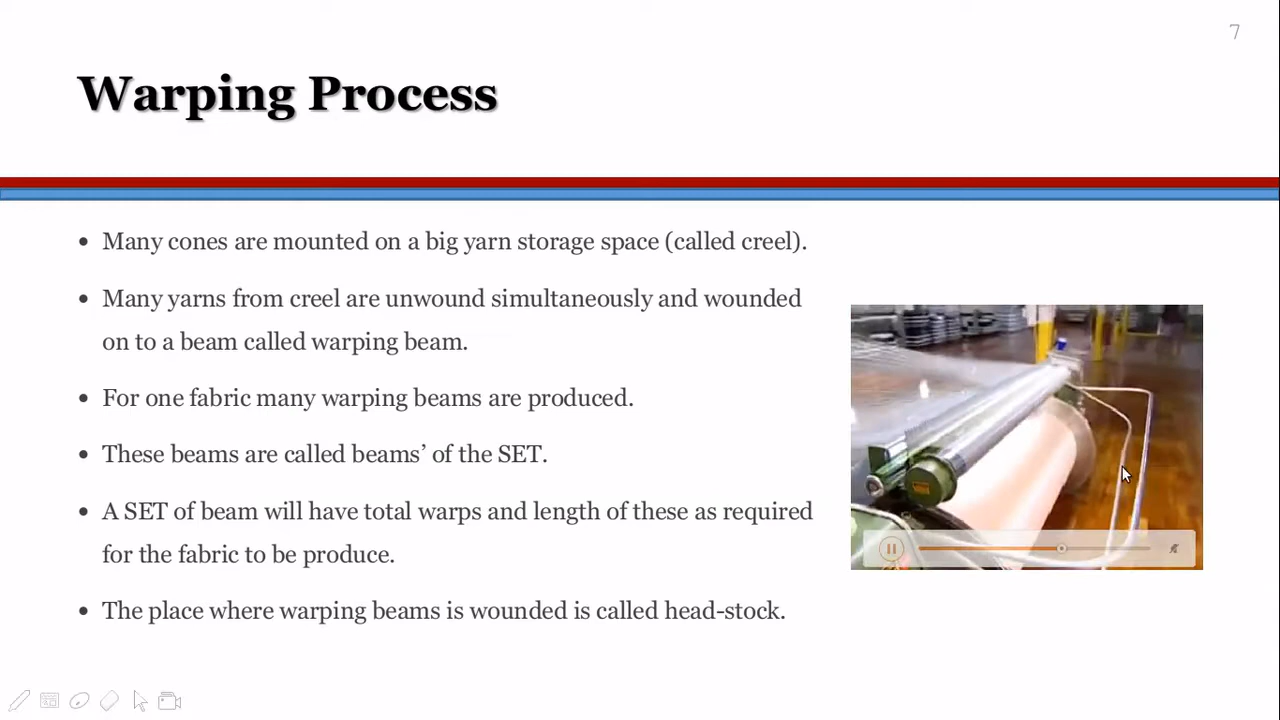 7
Warping Process
• Many cones are mounted on a big yarn storage space (called creel).
• Many yarns from creel are unwound simultaneously and wounded
on to a beam called warping beam.
• For one fabric many warping beams are produced.
• These beams are called beams’ of the SET.
• A SET of beam will have total warps and length of these as required
for the fabric to be produce.
• The place where warping beams is wounded is called head-stock.